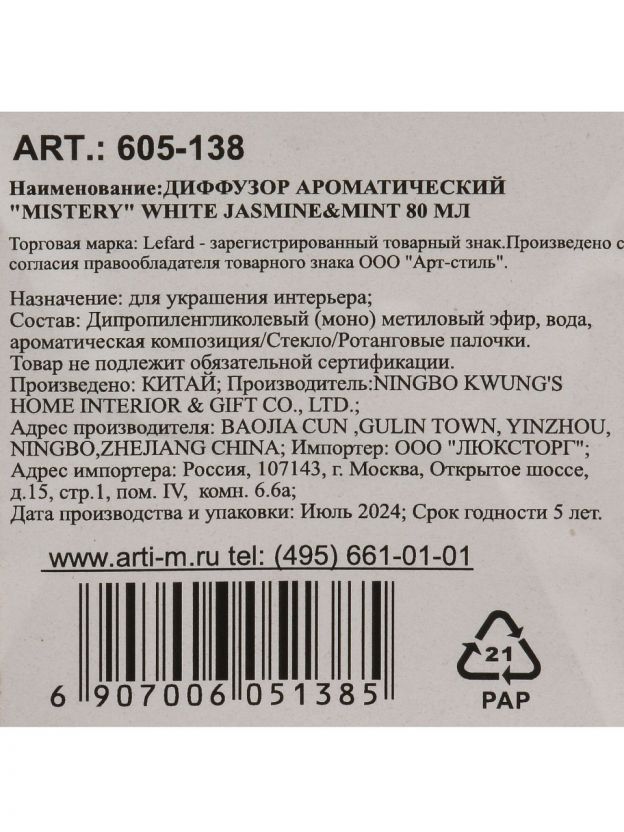 ART.: 605-138
Наименование:ДИФФУЗОР АРОМАТИЧЕСКИЙ
"MISTERY" WHITE JASMINE&MINT 80 МЛ
Торговая марка: Lefard - зарегистрированный товарный знак.Произведено с
согласия правообладателя товарного знака ООО "Арт-стиль".
Назначение: для украшения интерьера;
Состав: Дипропиленгликолевый (моно) метиловый эфир, вода,
ароматическая композиция/Стекло/Ротанговые палочки.
Товар не подлежит обязательной сертификации.
Произведено: КИТАЙ; Производитель:NINGBO KWUNG'S
HOME INTERIOR & GIFT CO., LTD.;
Адрес производителя: BAOJIA CUN ,GULIN TOWN, YINZHOU,
NINGBO,ZHEJIANG CHINA; Импортер: ООО "ЛЮКСТОРГ";
Адрес импортера: Россия, 107143, г. Москва, Открытое шоссе,
д.15, стр.1, пом. IV, комн. 6.6а;
Дата производства и упаковки: Июль 2024; Срок годности 5 лет.
www.arti-m.ru tel: (495) 661-01-01
6 907006 051385
21
PAP